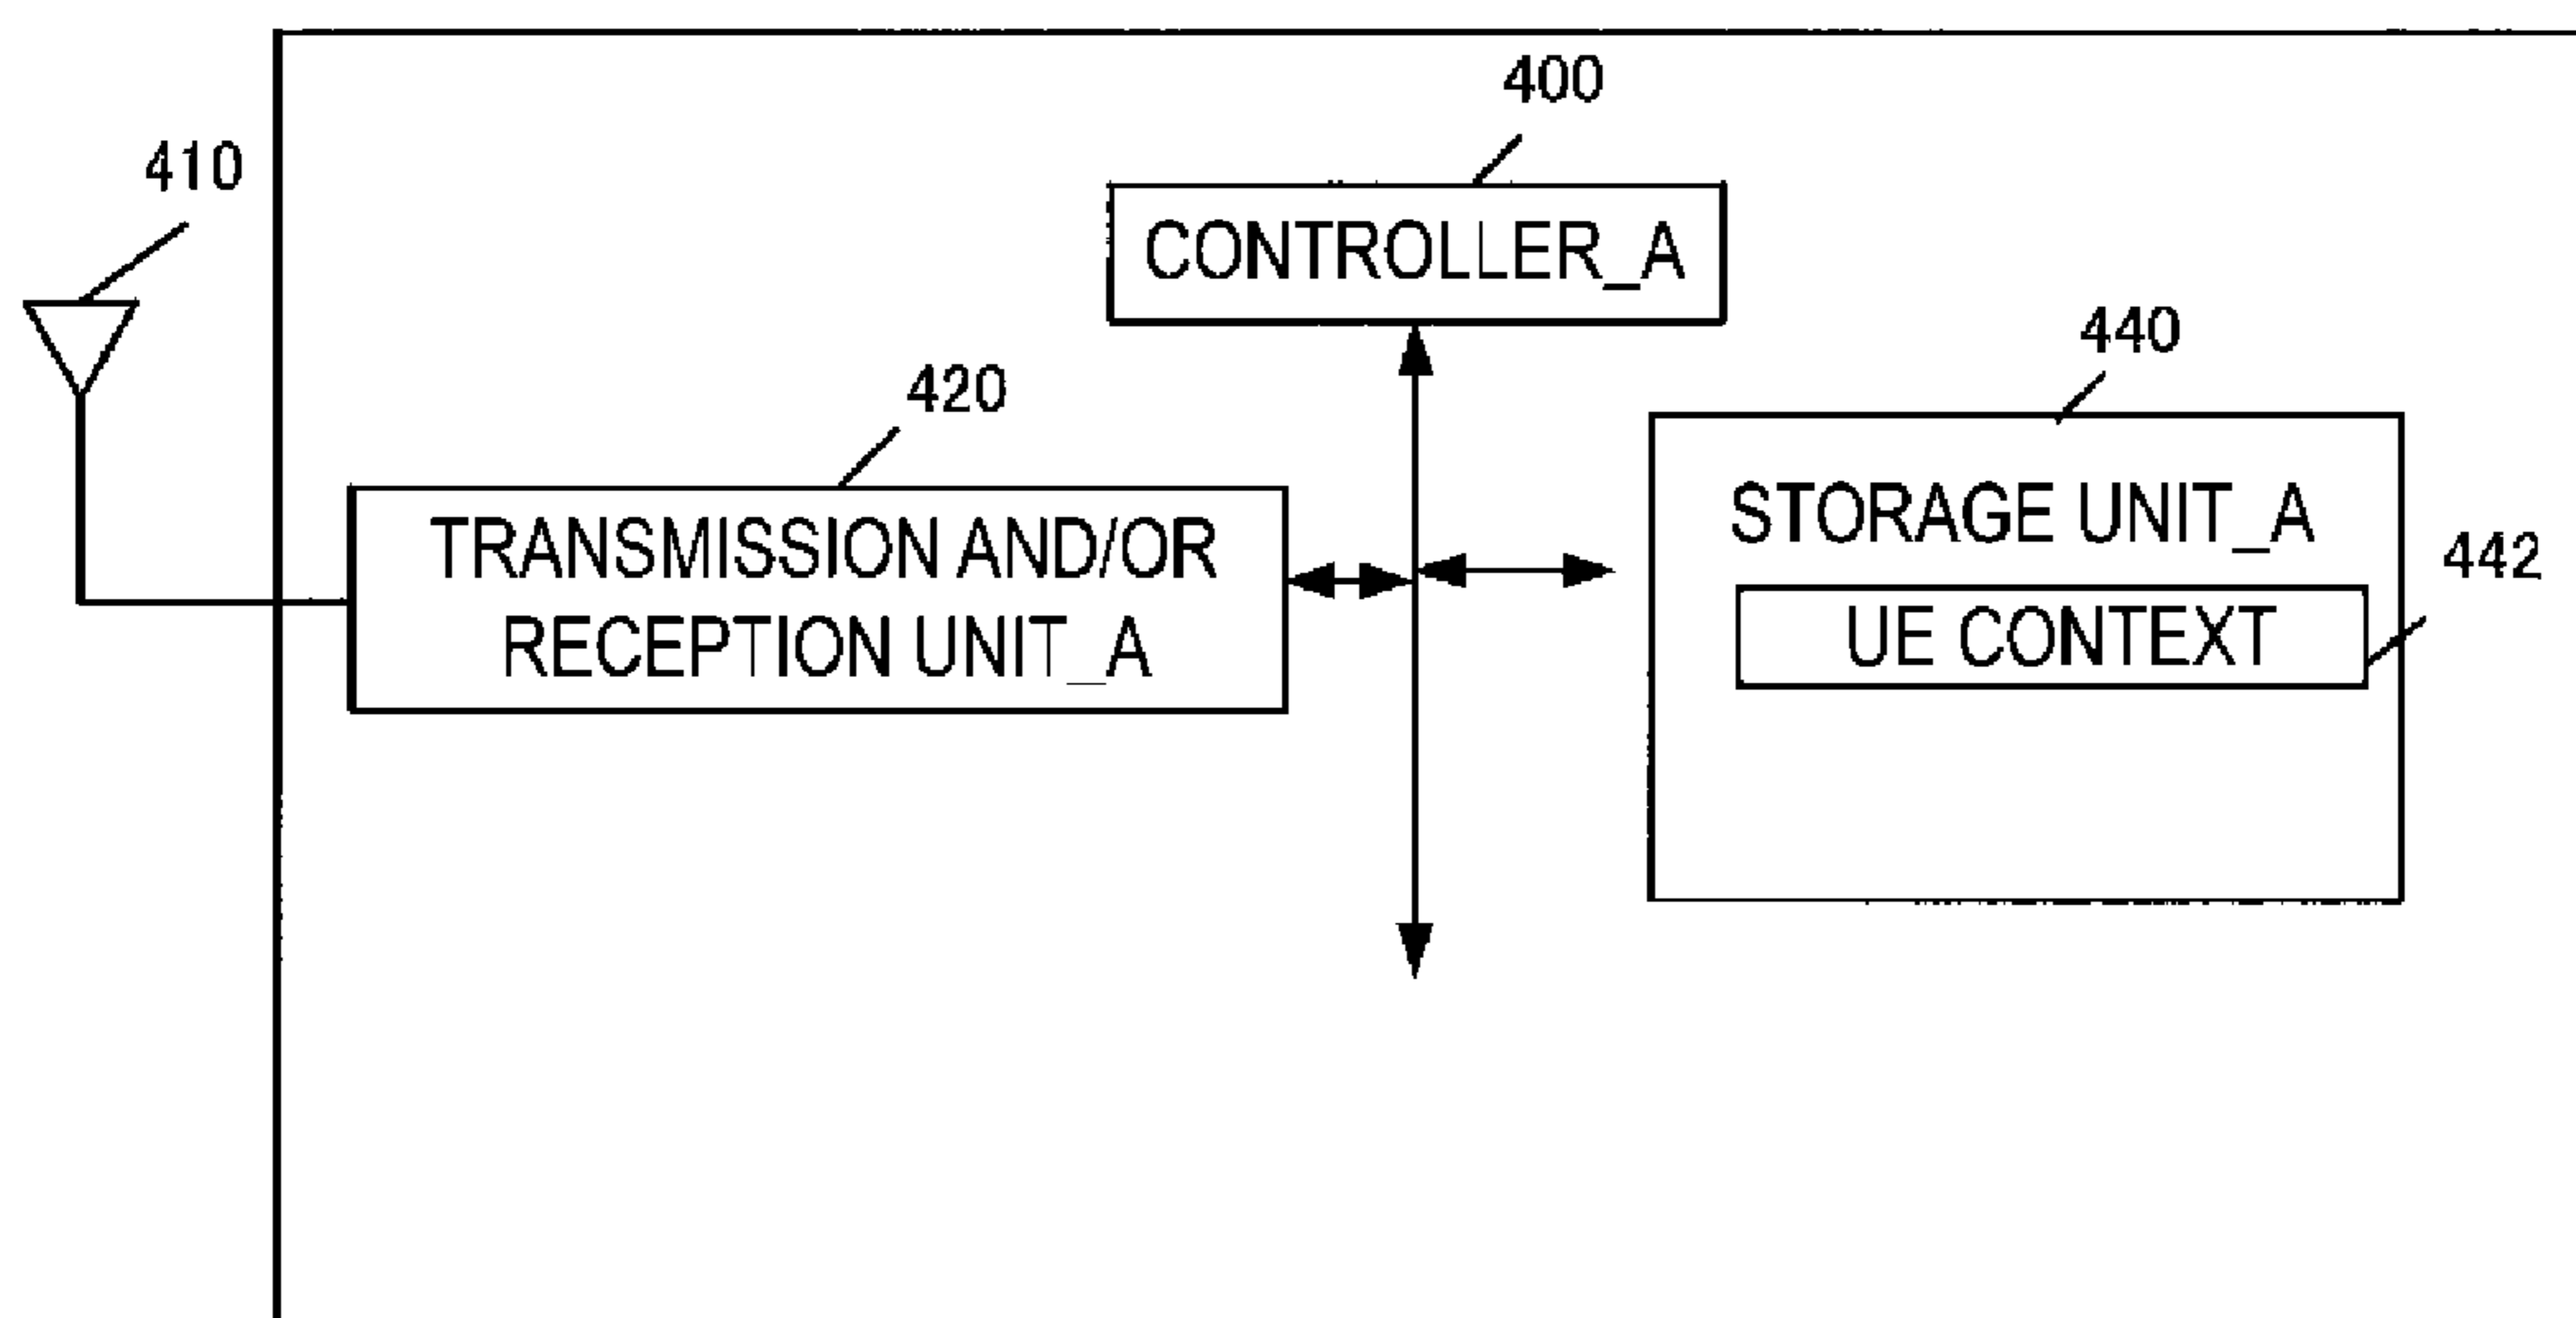 400
410
CONTROLLER_A
440
420
STORAGE UNIT_A
TRANSMISSION AND/OR
RECEPTION UNIT_A
442
UE CONTEXT